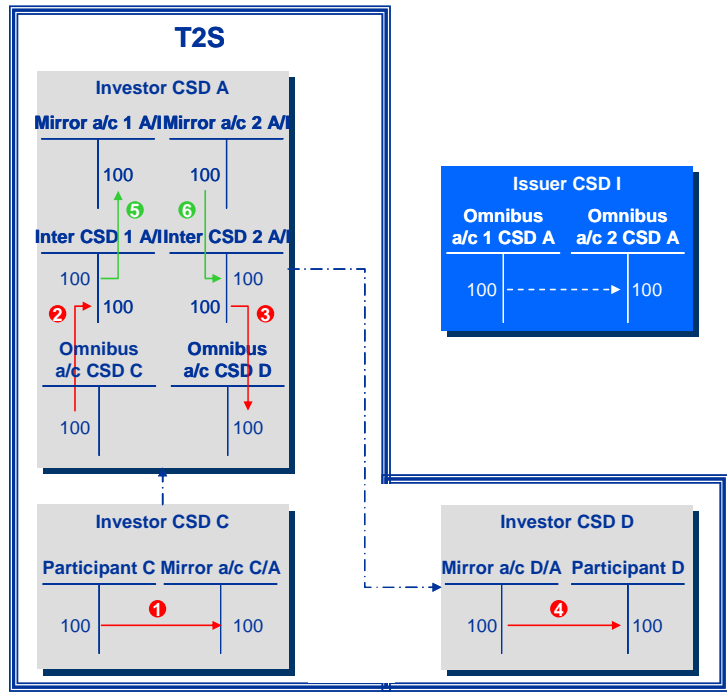 T2S
Investor CSD A
Mirror a/c 1 A/I
Mirror a/c 2 A/I
100
100
5
6
Inter CSD 1 A/I
Inter CSD 2 A/I
100
100
2
100
100
3
Omnibus
a/c CSD C
Omnibus
a/c CSD D
100
100
Issuer CSD I
Omnibus
a/c 1 CSD A
Omnibus
a/c 2 CSD A
100
100
Investor CSD C
Participant C
Mirror a/c C/A
1
100
100
Investor CSD D
Mirror a/c D/A
Participant D
4
100
100